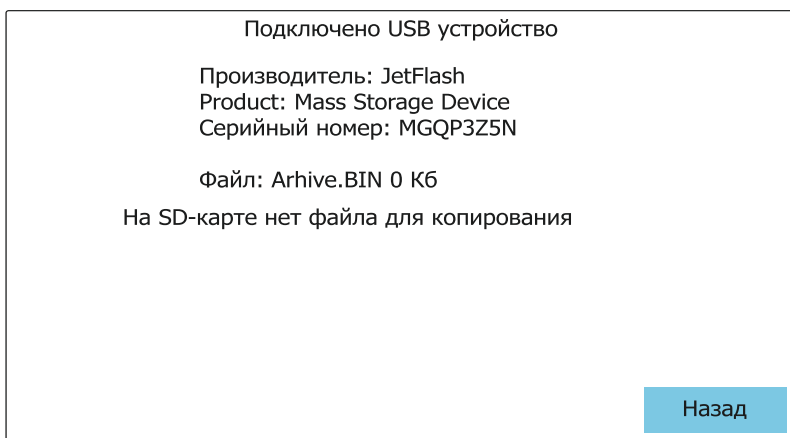 Подключено USB устройство
Производитель: JetFlash
Product: Mass Storage Device
Серийный номер: MGQP3Z5N
Файл: Arhive.BIN 0 Кб
На SD-карте нет файла для копирования
Назад